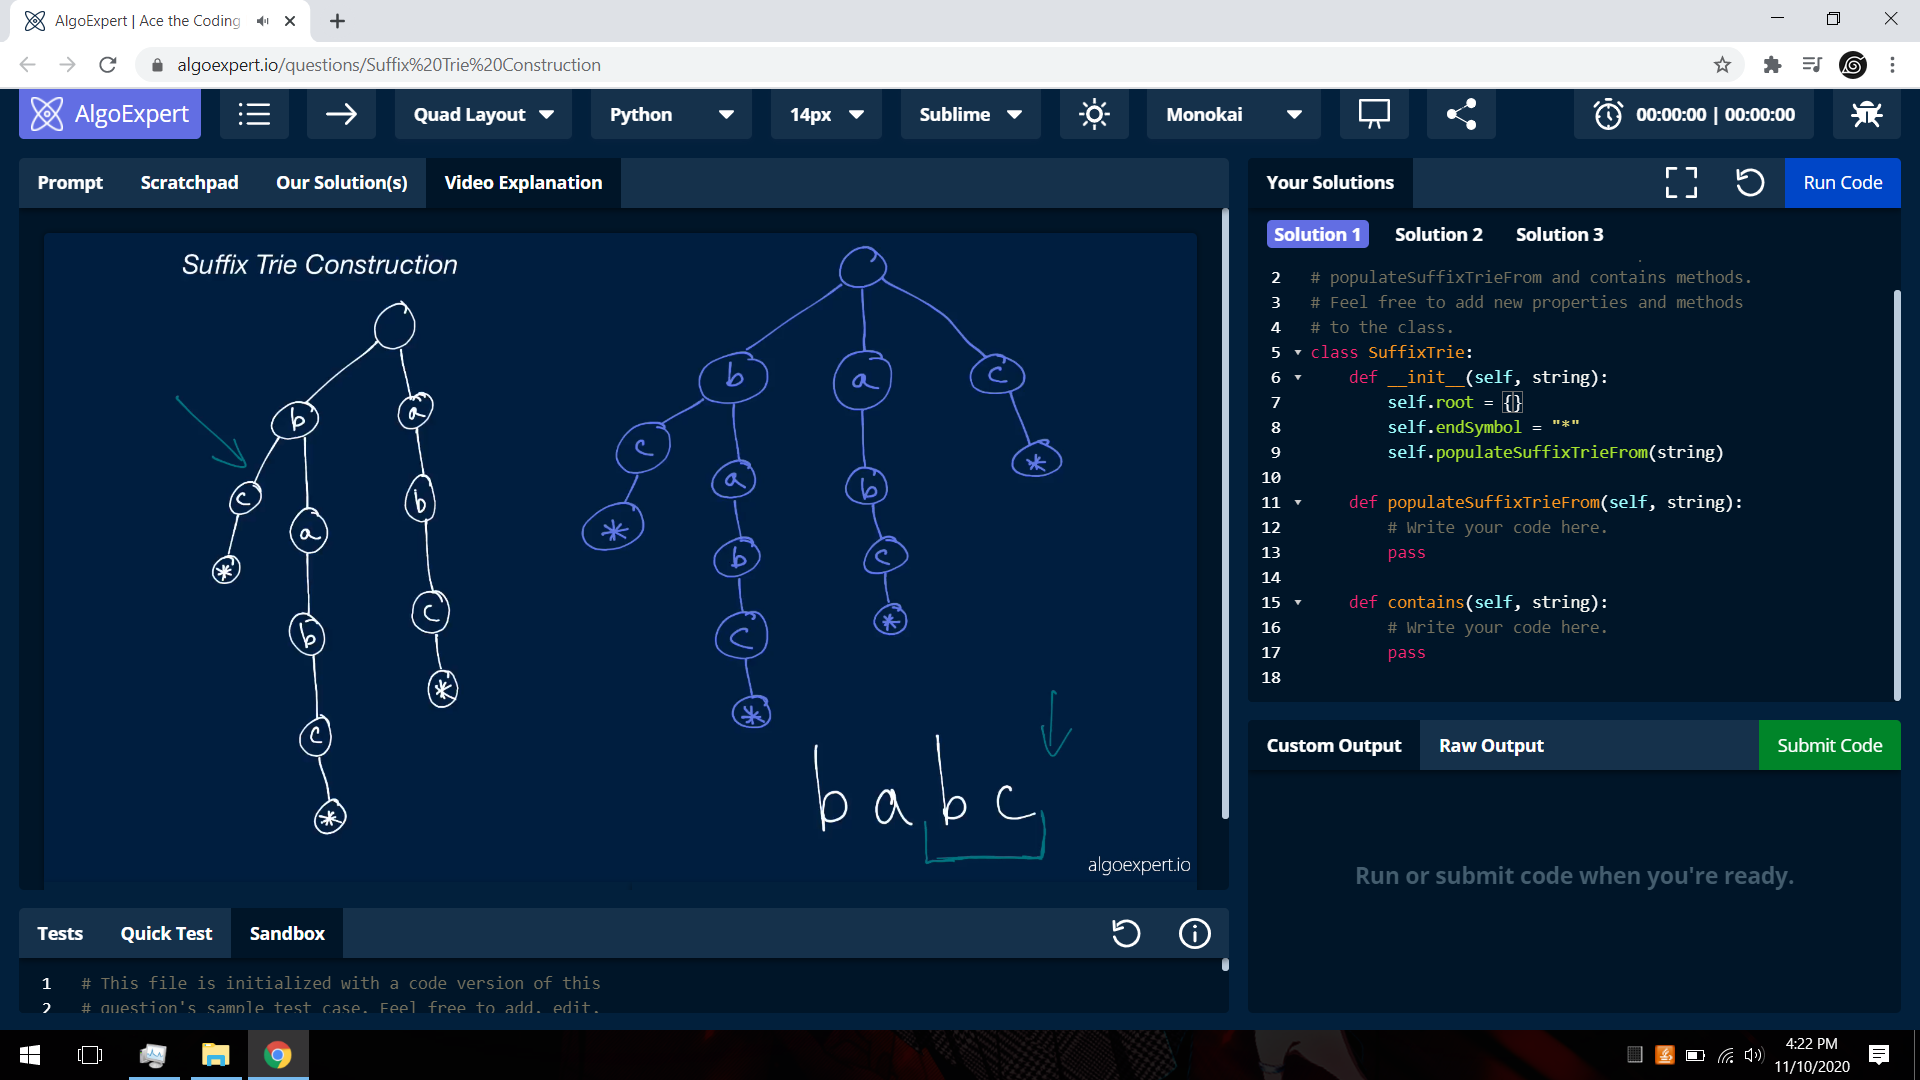 AlgoExpert | Ace the Coding
algoexpert.io/questions/Suffix%20Trie%20Construction
AlgoExpert
Quad Layout
Python
14px
Sublime
Monokai
00:00:00 | 00:00:00
Prompt
Scratchpad
Our Solution(s)
Video Explanation
Suffix Trie Construction
b a
c
a b
*
b c
*
c
*
b a c
c a b *
* b c
c *
*
b a b c
algoexpert.io
Tests
Quick Test
Sandbox
1 # This file is initialized with a code version of this
2 # question's sample test case. Feel free to add, edit,
Your Solutions
Run Code
Solution 1
Solution 2
Solution 3
2 # populateSuffixTrieFrom and contains methods.
3 # Feel free to add new properties and methods
4 # to the class.
5 class SuffixTrie:
6 def __init__(self, string):
7 self.root = {}
8 self.endSymbol = "*"
9 self.populateSuffixTrieFrom(string)
10
11 def populateSuffixTrieFrom(self, string):
12 # Write your code here.
13 pass
14
15 def contains(self, string):
16 # Write your code here.
17 pass
18
Custom Output
Raw Output
Submit Code
Run or submit code when you're ready.
4:22 PM
11/10/2020